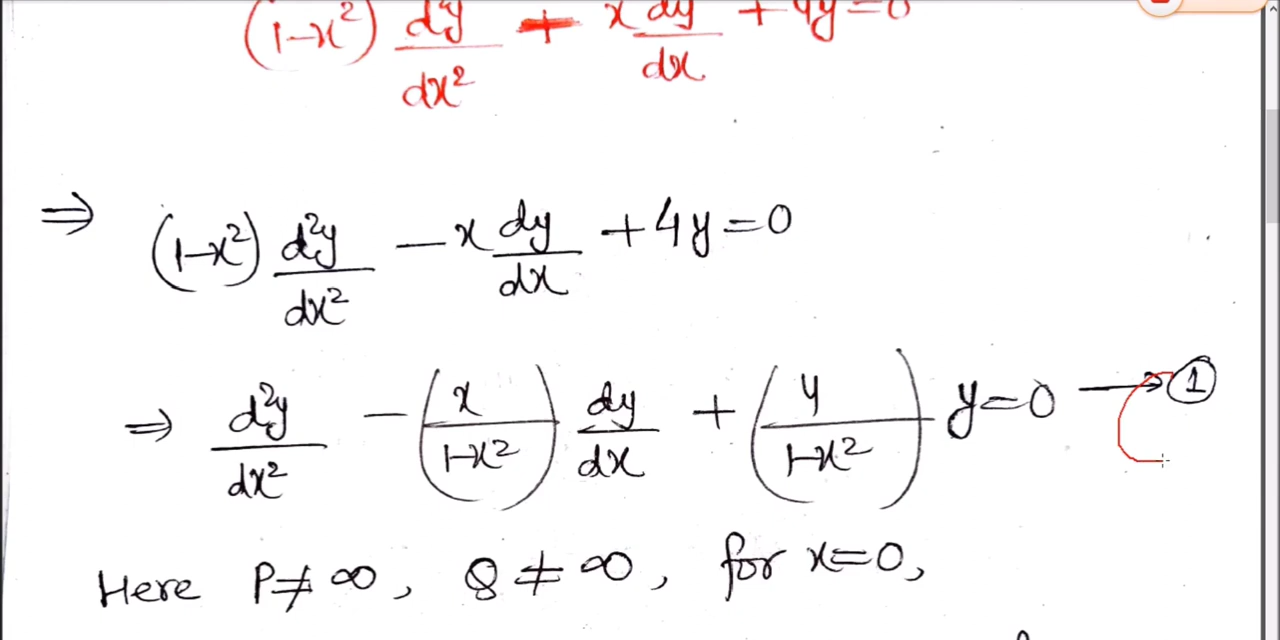 (1-x²) d²y/dx² + x dy/dx + 4y = 0
⇒ (1-x²) d²y/dx² - x dy/dx + 4y = 0
⇒ d²y/dx² - (x/(1-x²)) dy/dx + (4/(1-x²)) y = 0 → ①
Here P ≠ ∞, Q ≠ ∞, for x = 0,